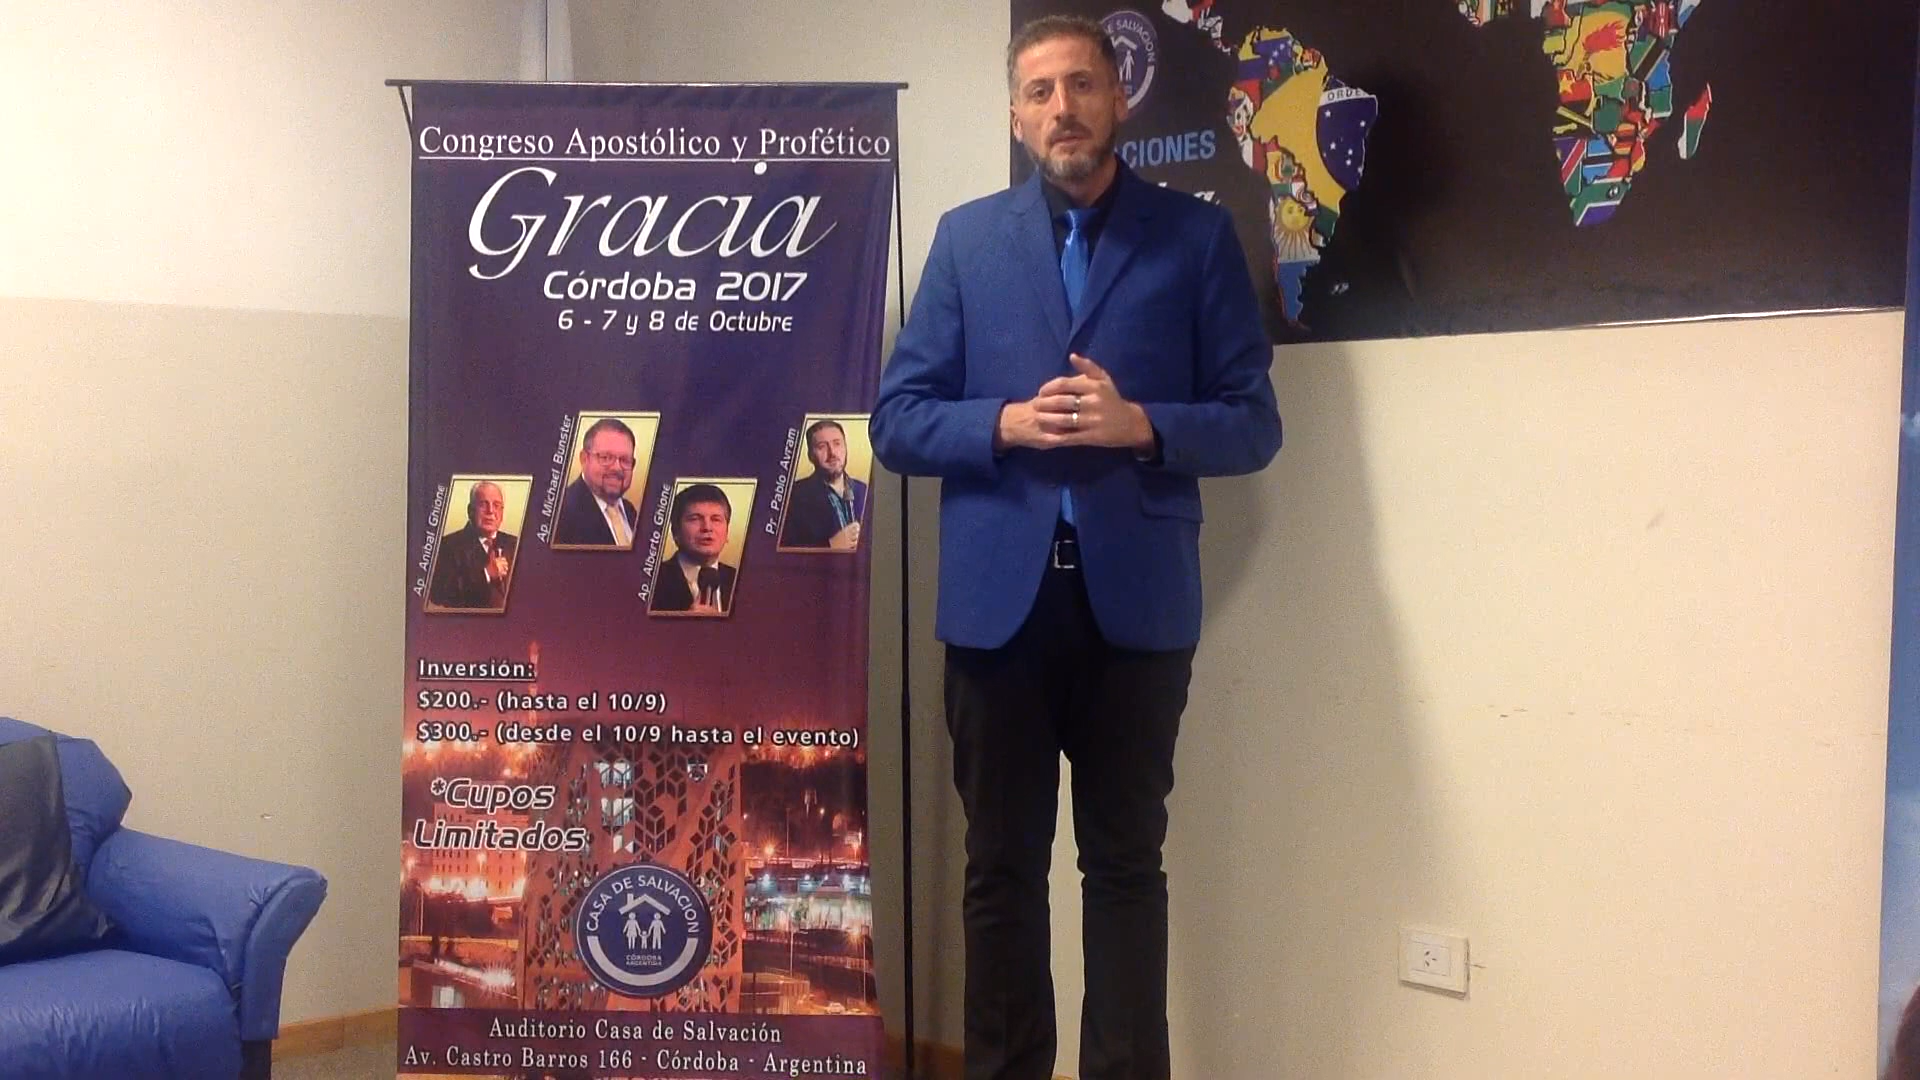 Congreso Apostólico y Profético
Gracia
Córdoba 2017
6 - 7 y 8 de Octubre
Ap. Anibal Ghione
Ap. Michael Bunster
Ap. Alberto Ghione
Pr. Pablo Avram
Inversión:
$200.- (hasta el 10/9)
$300.- (desde el 10/9 hasta el evento)
*Cupos
Limitados
CASA DE SALVACION
CÓRDOBA
ARGENTINA
Auditorio Casa de Salvación
Av. Castro Barros 166 - Córdoba - Argentina
SALVACION
CIONES
ORDE